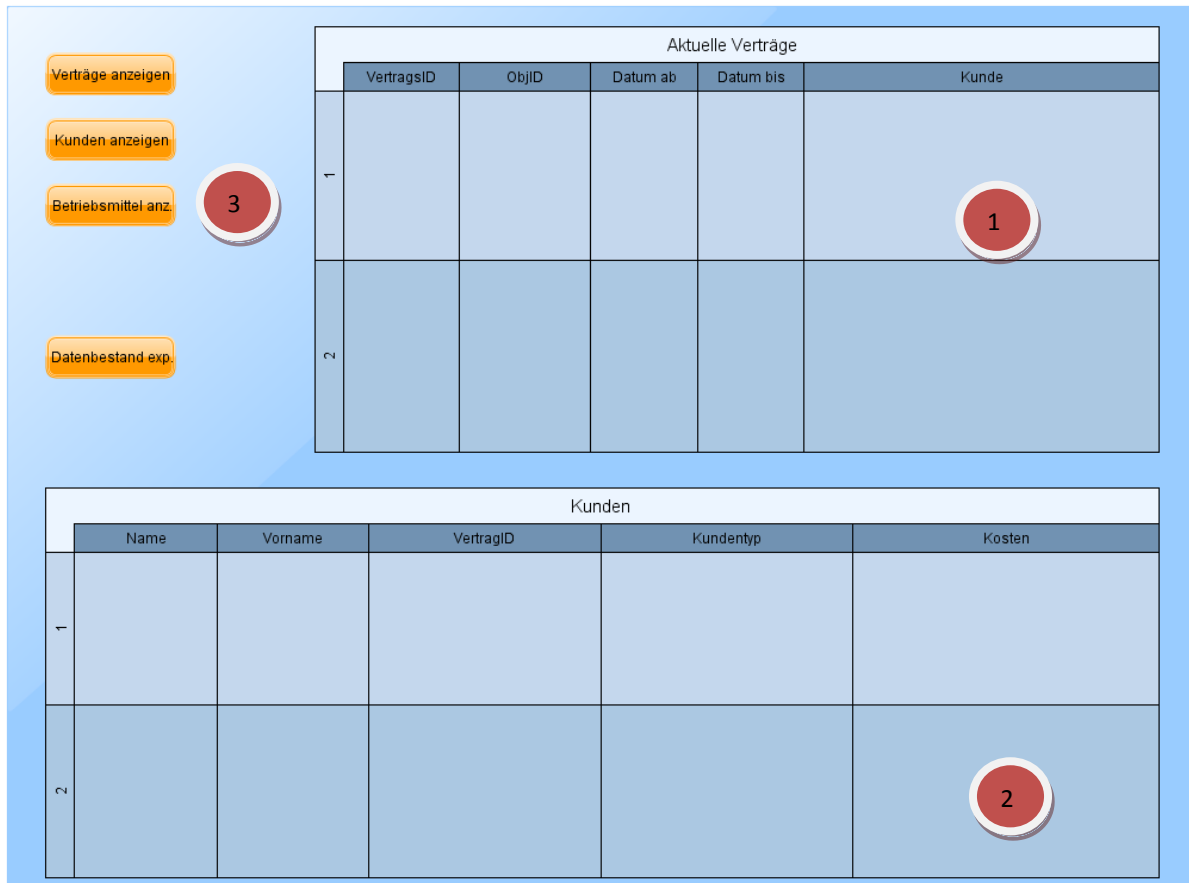 Verträge anzeigen
Kunden anzeigen
Betriebsmittel anz.
3
Datenbestand exp.
Aktuelle Verträge
VertragsID ObjID Datum ab Datum bis Kunde
1
1
2
Kunden
Name Vorname VertragID Kundentyp Kosten
1
2
2